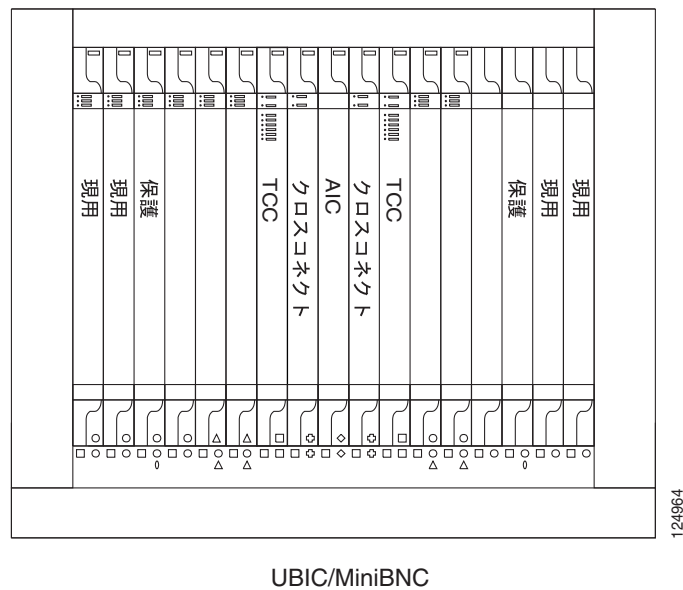 現用
現用
保護
TCC
クロスコネクト
AIC
クロスコネクト
TCC
保護
現用
現用
124964
UBIC/MiniBNC